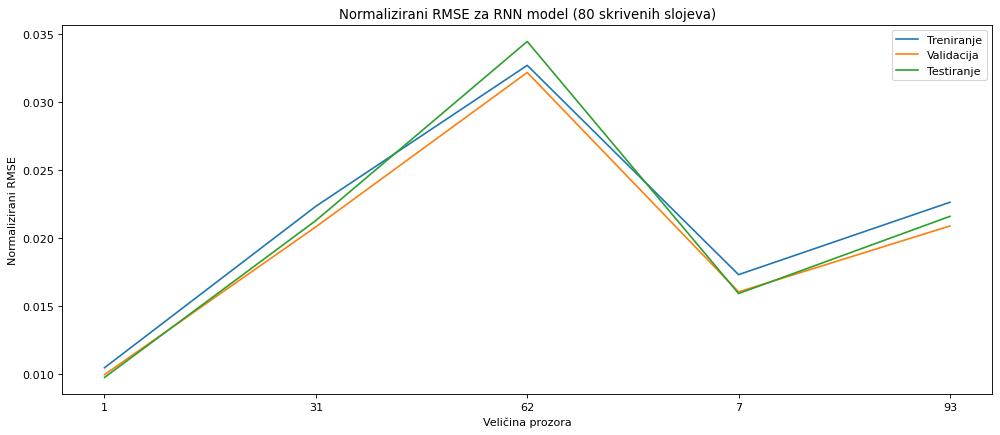 Normalizirani RMSE za RNN model (80 skrivenih slojeva)
Treniranje
Validacija
Testiranje
Normalizirani RMSE
0.035
0.030
0.025
0.020
0.015
0.010
1
31
62
7
93
Veličina prozora